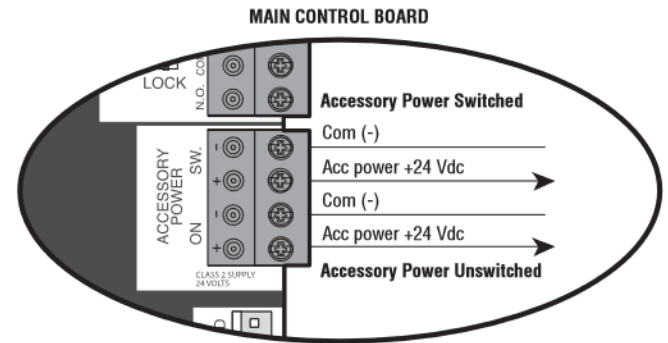 MAIN CONTROL BOARD
LOCK
N.O. CO
Accessory Power Switched
- SW.
Com (-)
+
Acc power +24 Vdc
ACCESSORY
POWER
- ON
Com (-)
+
Acc power +24 Vdc
CLASS 2 SUPPLY
24 VOLTS
Accessory Power Unswitched